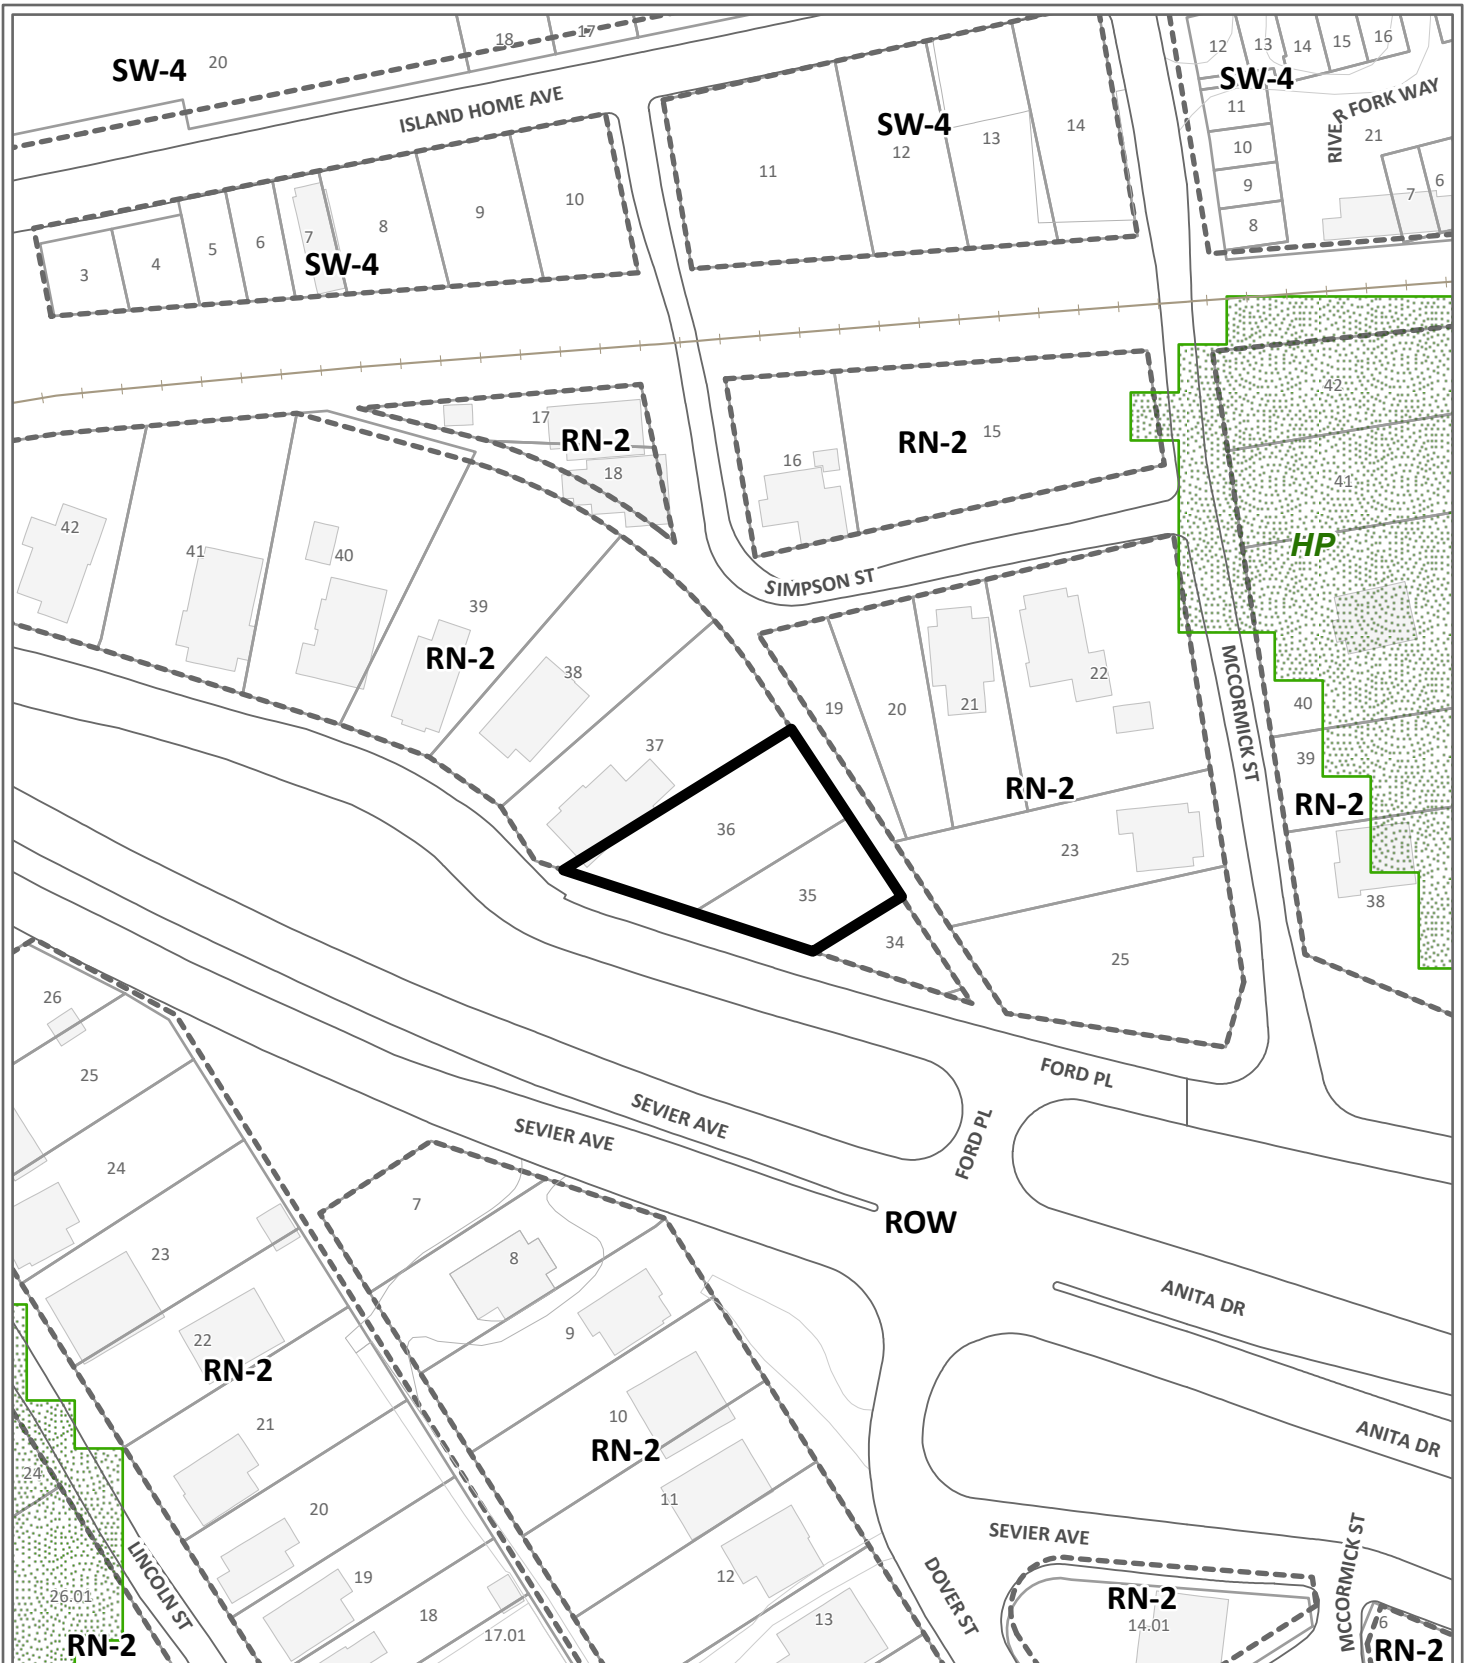 18
17
20
SW-4
ISLAND HOME AVE
12
13
14
15
16
SW-4
11
10
9
8
RIVER FORK WAY
21
7
6
11
12
SW-4
13
14
3
4
5
6
7
8
9
10
SW-4
17
RN-2
18
16
RN-2
15
42
41
HP
42
41
40
39
RN-2
38
37
36
35
34
SIMPSON ST
19
20
21
22
RN-2
23
25
MCCORMICK ST
40
39
RN-2
38
FORD PL
FORD PL
SEVIER AVE
SEVIER AVE
ROW
ANITA DR
ANITA DR
26
25
24
23
22
RN-2
21
20
19
18
17.01
7
8
9
10
RN-2
11
12
13
24
26.01
RN-2
LINCOLN ST
DOVER ST
SEVIER AVE
RN-2
14.01
MCCORMICK ST
6
RN-2